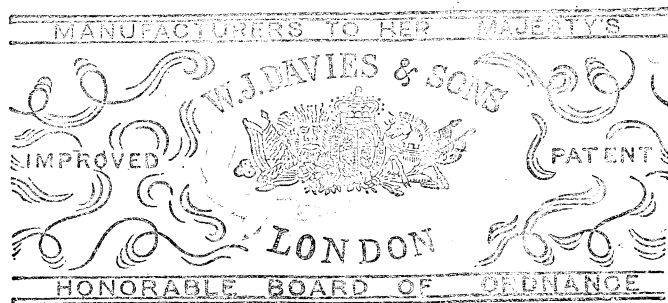 MANUFACTURERS TO HER MAJESTY'S
W.J. DAVIES & SONS
IMPROVED
PATENT
LONDON
HONORABLE BOARD OF ORDNANCE